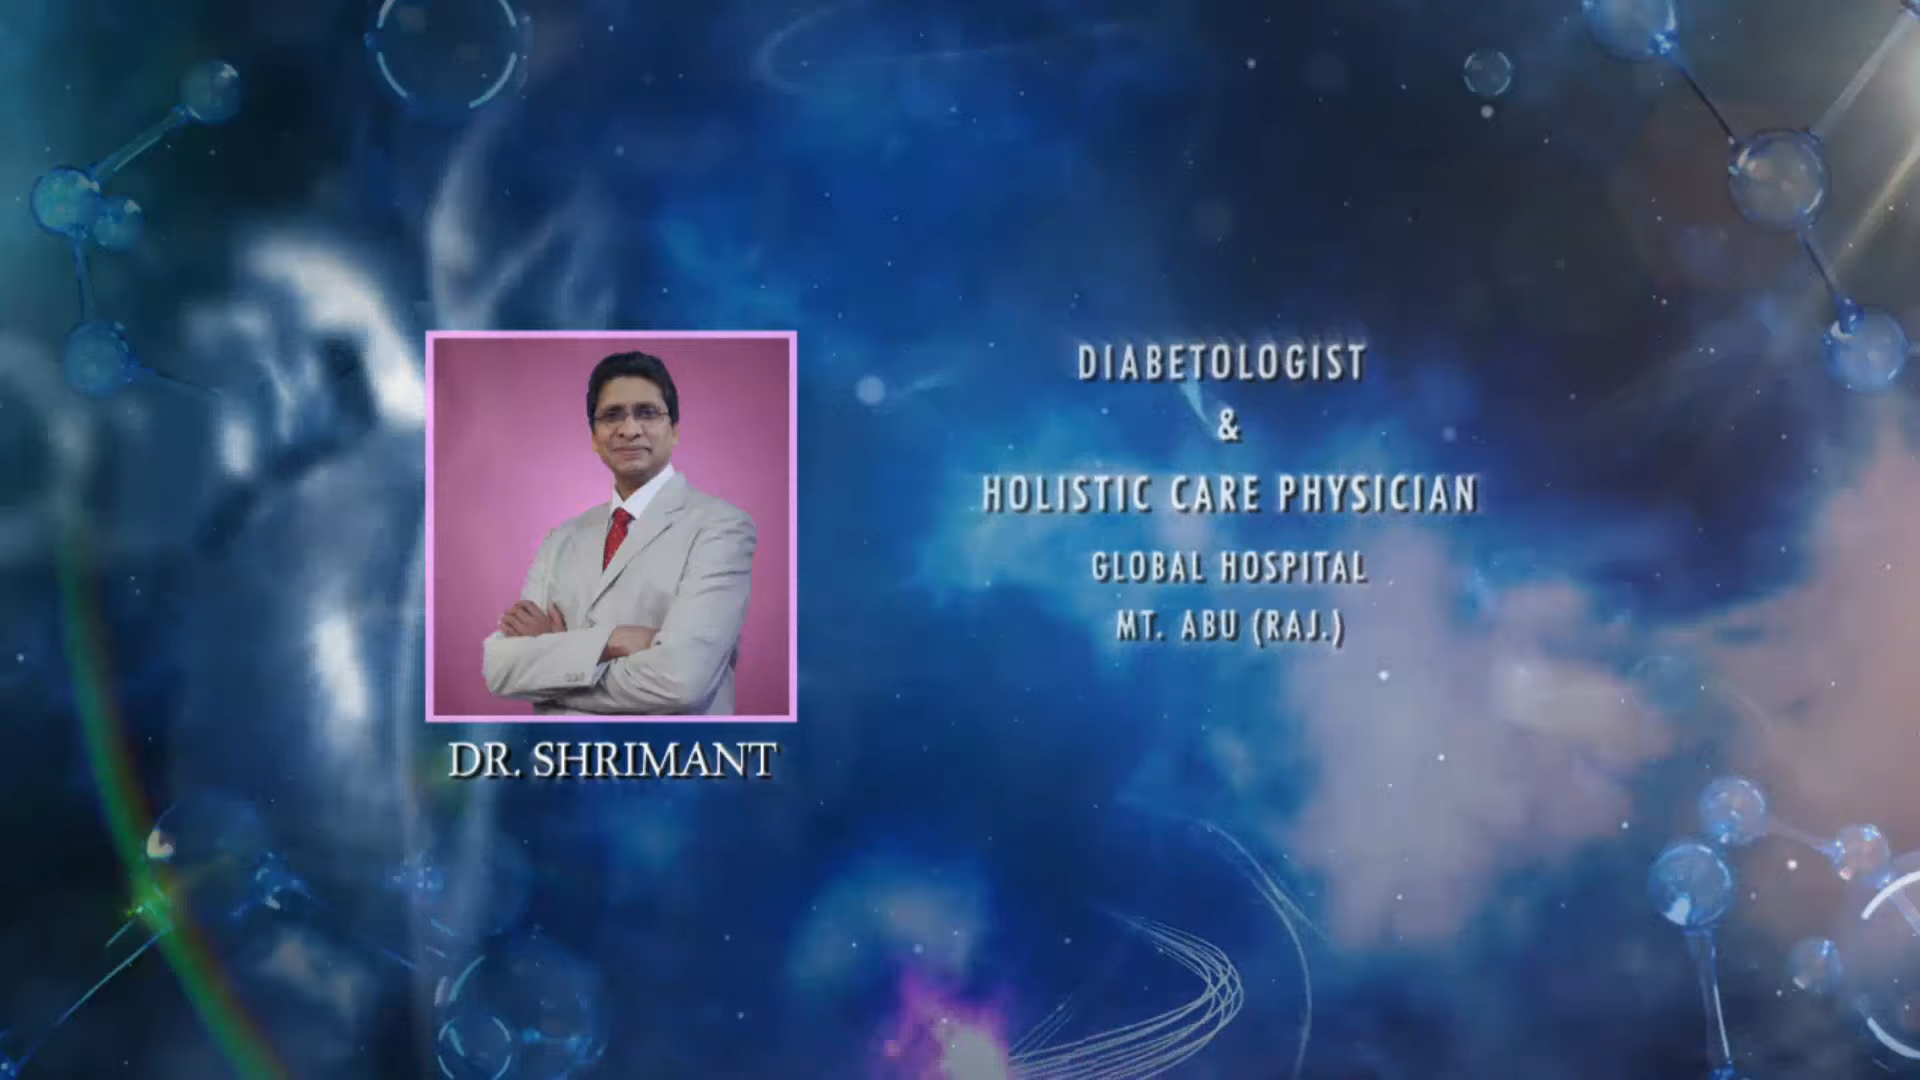 DIABETOLOGIST
&
HOLISTIC CARE PHYSICIAN
GLOBAL HOSPITAL
MT. ABU (RAJ.)
DR. SHRIMANT